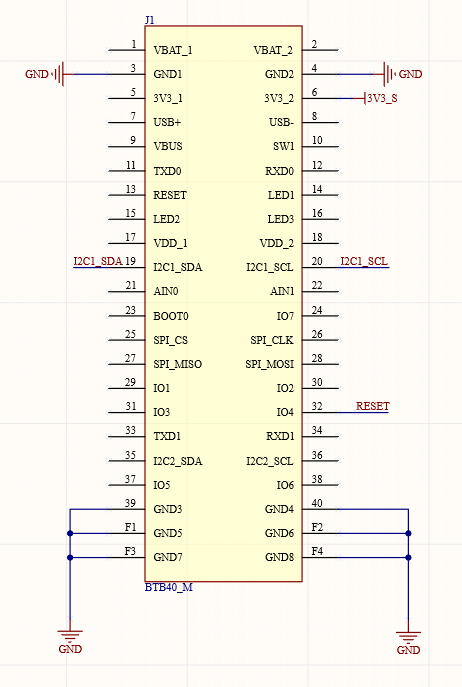 J1
1 VBAT_1 VBAT_2 2
GND 3 GND1 GND2 4 GND
5 3V3_1 3V3_2 6 3V3_S
7 USB+ USB- 8
9 VBUS SW1 10
11 TXD0 RXD0 12
13 RESET LED1 14
15 LED2 LED3 16
17 VDD_1 VDD_2 18
I2C1_SDA 19 I2C1_SDA I2C1_SCL 20 I2C1_SCL
21 AIN0 AIN1 22
23 BOOT0 IO7 24
25 SPI_CS SPI_CLK 26
27 SPI_MISO SPI_MOSI 28
29 IO1 IO2 30
31 IO3 IO4 32 RESET
33 TXD1 RXD1 34
35 I2C2_SDA I2C2_SCL 36
37 IO5 IO6 38
39 GND3 GND4 40
F1 GND5 GND6 F2
F3 GND7 GND8 F4
BTB40_M
GND GND